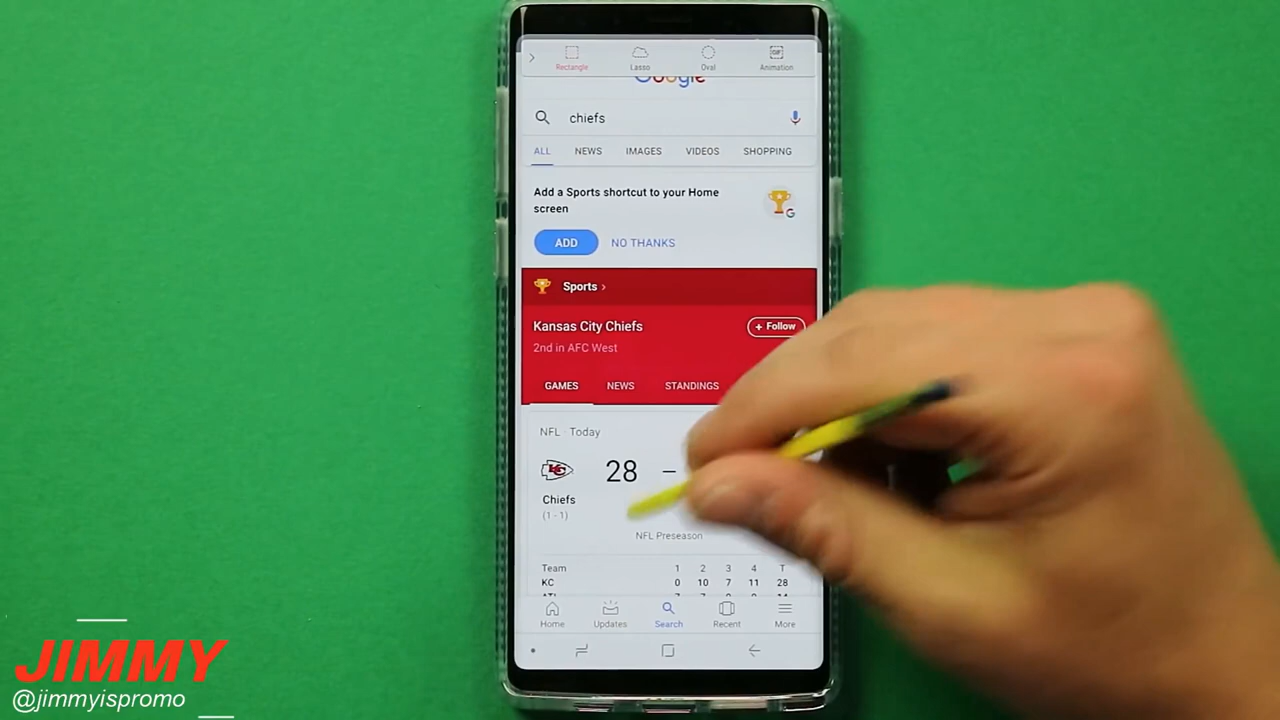 Rectangle Lasso Oval GIF Animation
Google
chiefs
ALL NEWS IMAGES VIDEOS SHOPPING
Add a Sports shortcut to your Home
screen
G
ADD NO THANKS
Sports >
Kansas City Chiefs + Follow
2nd in AFC West
GAMES NEWS STANDINGS
NFL · Today
KC 28 –
Chiefs
(1 - 1)
NFL Preseason
Team 1 2 3 4 T
KC 0 10 7 11 28
Home Updates Search Recent More
JIMMY
@jimmyispromo